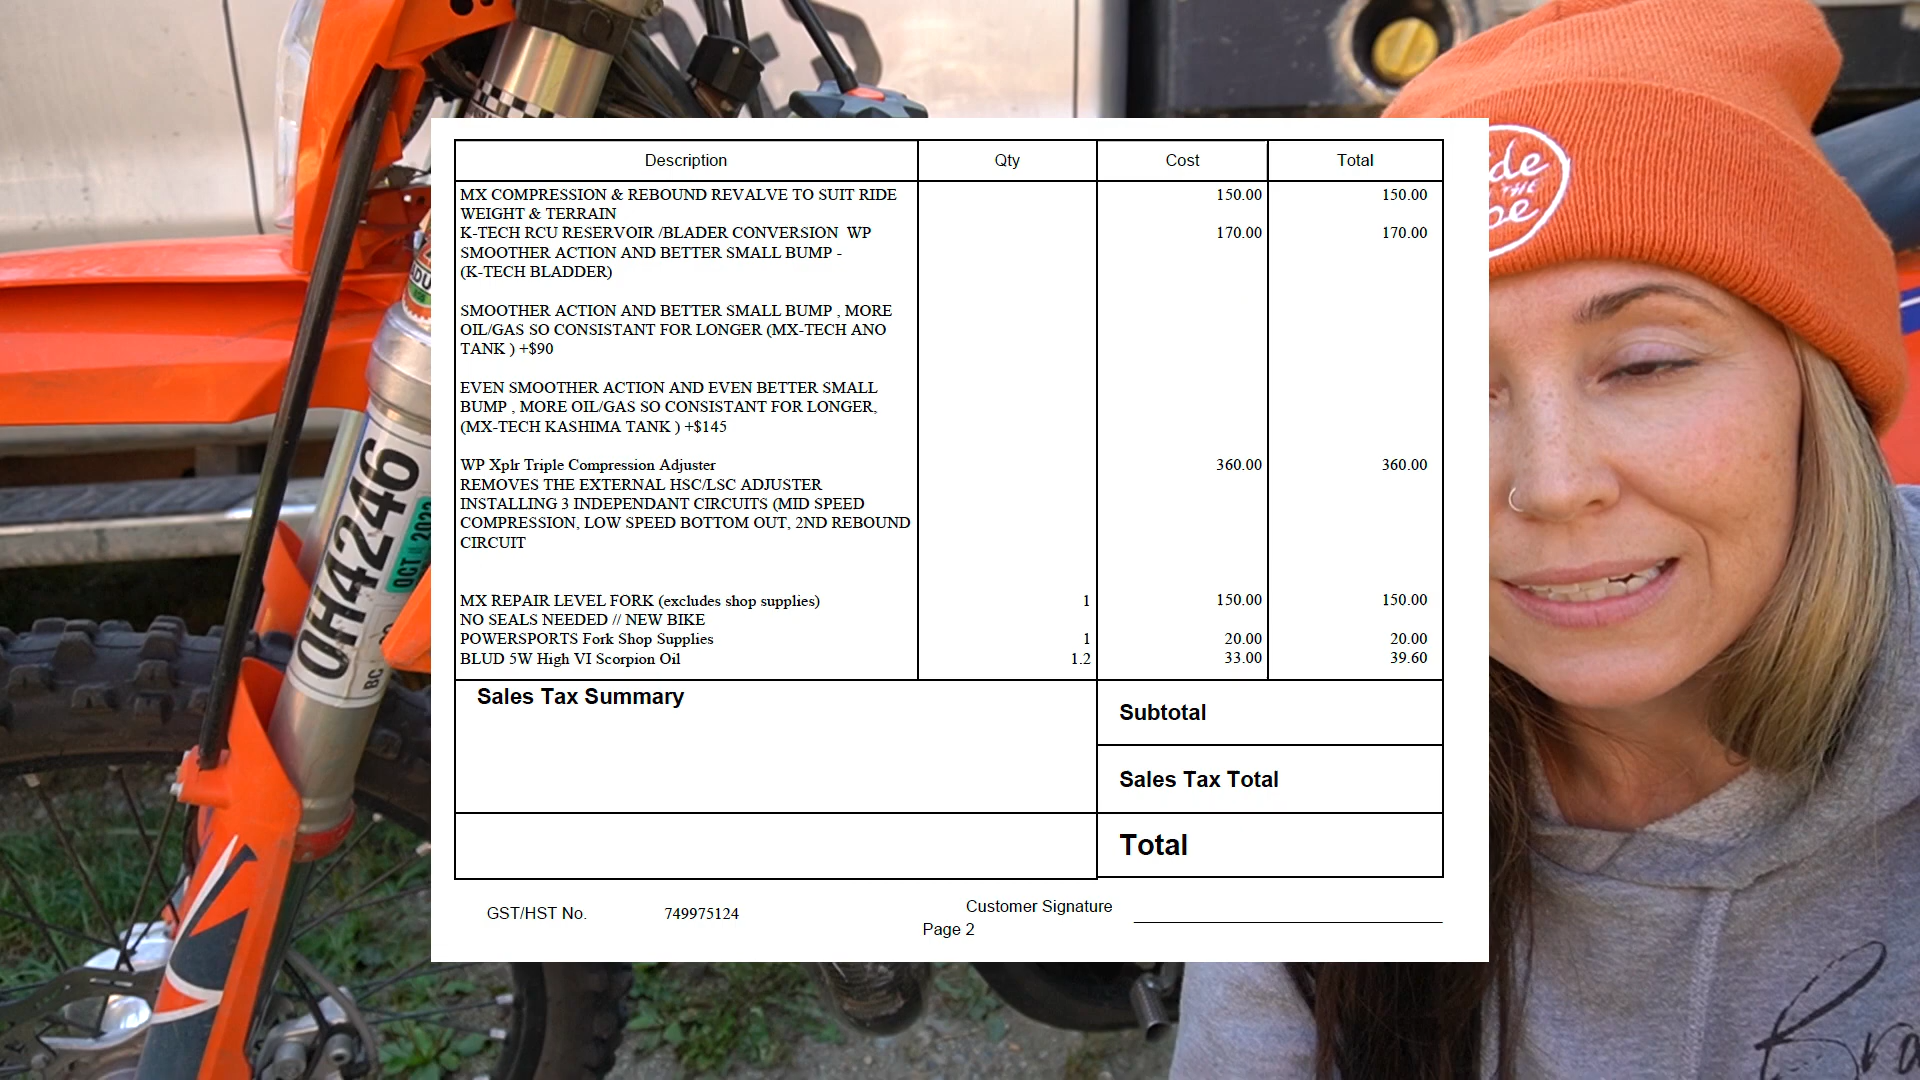 Description Qty Cost Total
MX COMPRESSION & REBOUND REVALVE TO SUIT RIDE 150.00 150.00
WEIGHT & TERRAIN
K-TECH RCU RESERVOIR /BLADER CONVERSION WP 170.00 170.00
SMOOTHER ACTION AND BETTER SMALL BUMP -
(K-TECH BLADDER)
SMOOTHER ACTION AND BETTER SMALL BUMP , MORE
OIL/GAS SO CONSISTANT FOR LONGER (MX-TECH ANO
TANK ) +$90
EVEN SMOOTHER ACTION AND EVEN BETTER SMALL
BUMP , MORE OIL/GAS SO CONSISTANT FOR LONGER,
(MX-TECH KASHIMA TANK ) +$145
WP Xplr Triple Compression Adjuster 360.00 360.00
REMOVES THE EXTERNAL HSC/LSC ADJUSTER
INSTALLING 3 INDEPENDANT CIRCUITS (MID SPEED
COMPRESSION, LOW SPEED BOTTOM OUT, 2ND REBOUND
CIRCUIT
MX REPAIR LEVEL FORK (excludes shop supplies) 1 150.00 150.00
NO SEALS NEEDED // NEW BIKE
POWERSPORTS Fork Shop Supplies 1 20.00 20.00
BLUD 5W High VI Scorpion Oil 1.2 33.00 39.60
Sales Tax Summary
Subtotal
Sales Tax Total
Total
GST/HST No. 749975124
Customer Signature
Page 2
0H4246
OCT 2022
BC
THE